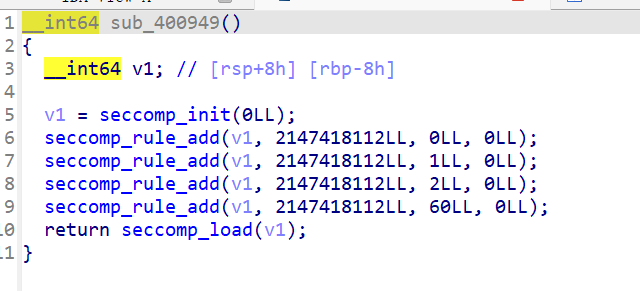 1 __int64 sub_400949()
2 {
3   __int64 v1; // [rsp+8h] [rbp-8h]
4
5   v1 = seccomp_init(0LL);
6   seccomp_rule_add(v1, 2147418112LL, 0LL, 0LL);
7   seccomp_rule_add(v1, 2147418112LL, 1LL, 0LL);
8   seccomp_rule_add(v1, 2147418112LL, 2LL, 0LL);
9   seccomp_rule_add(v1, 2147418112LL, 60LL, 0LL);
10   return seccomp_load(v1);
11 }